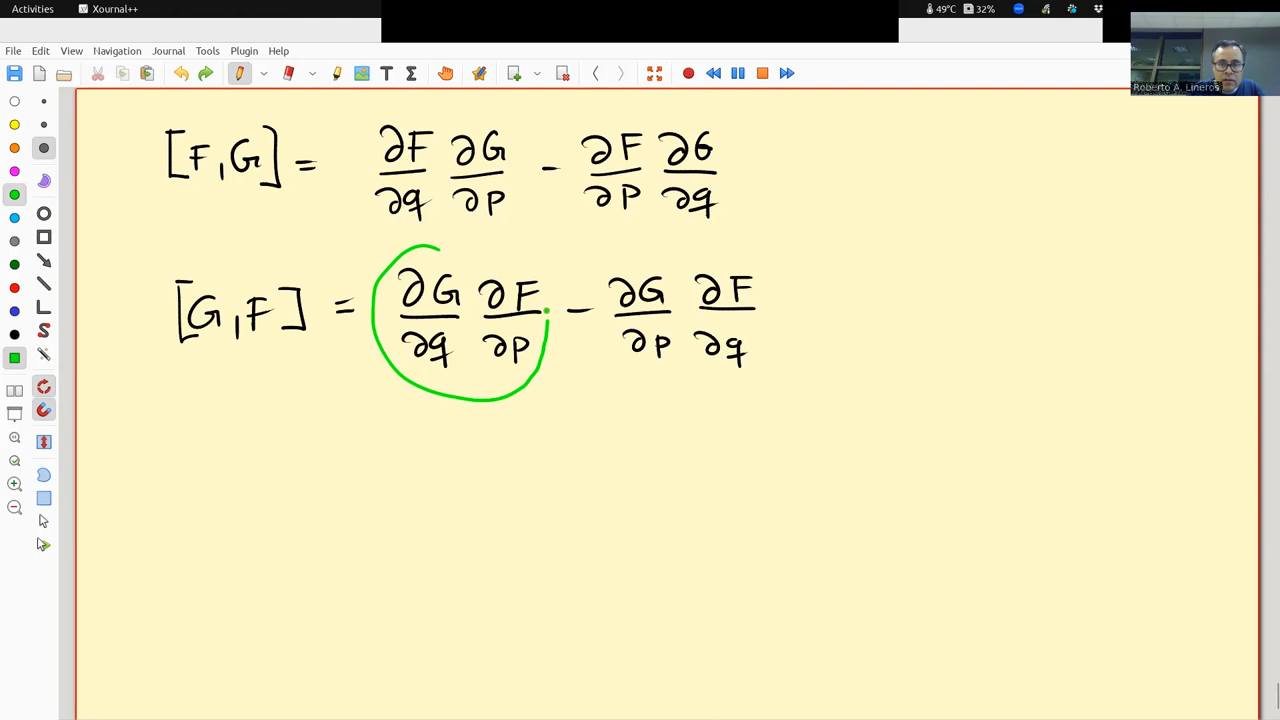 Activities Xournal++ 49°C 32%
File Edit View Navigation Journal Tools Plugin Help
Roberto A. Lineros
[F,G] = ∂F/∂q ∂G/∂p - ∂F/∂p ∂G/∂q
[G,F] = ∂G/∂q ∂F/∂p - ∂G/∂p ∂F/∂q